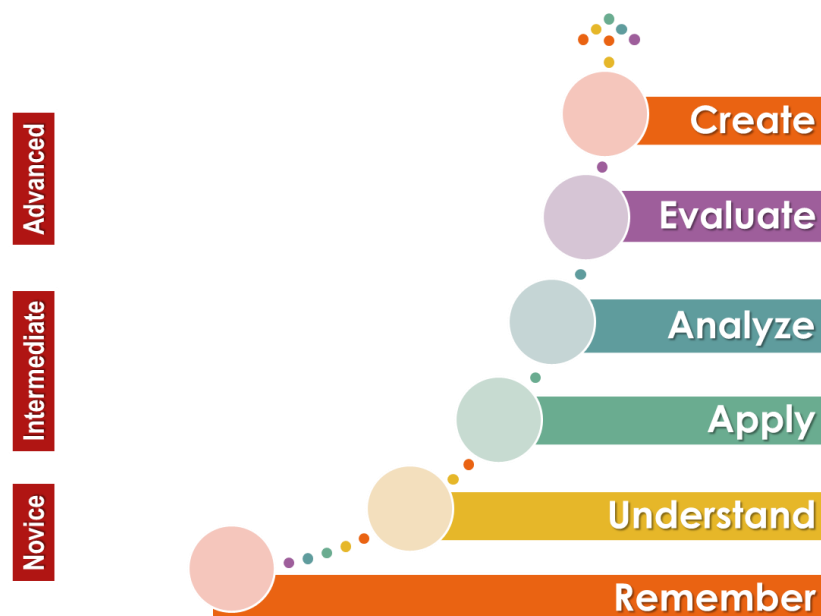 Advanced
Intermediate
Novice
Create
Evaluate
Analyze
Apply
Understand
Remember